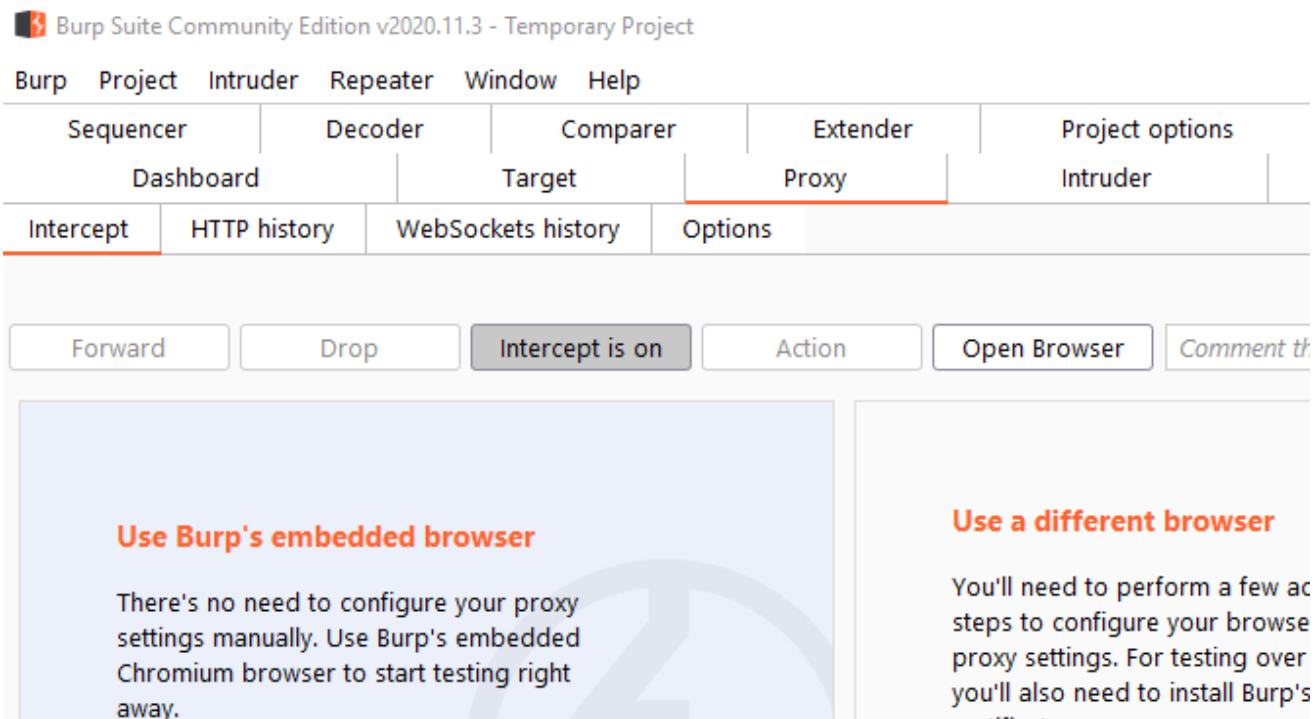 Burp Suite Community Edition v2020.11.3 - Temporary Project
Burp Project Intruder Repeater Window Help
Sequencer Decoder Comparer Extender Project options
Dashboard Target Proxy Intruder
Intercept HTTP history WebSockets history Options
Forward Drop Intercept is on Action Open Browser Comment
Use Burp's embedded browser
There's no need to configure your proxy
settings manually. Use Burp's embedded
Chromium browser to start testing right
away.
Use a different browser
You'll need to perform a few
steps to configure your
proxy settings. For testing over
you'll also need to install Burp's